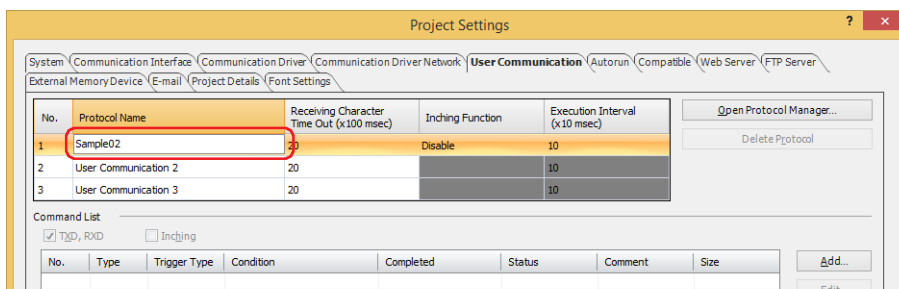 Project Settings
? ×
System Communication Interface Communication Driver Communication Driver Network User Communication Autorun Compatible Web Server FTP Server
External Memory Device E-mail Project Details Font Settings
No. Protocol Name Receiving Character Time Out (x100 msec) Inching Function Execution Interval (x10 msec) Open Protocol Manager...
1 Sample02 20 Disable 10 Delete Protocol
2 User Communication 2 20 10
3 User Communication 3 20 10
Command List
TXD, RXD Inching
No. Type Trigger Type Condition Completed Status Comment Size Add...
Edit